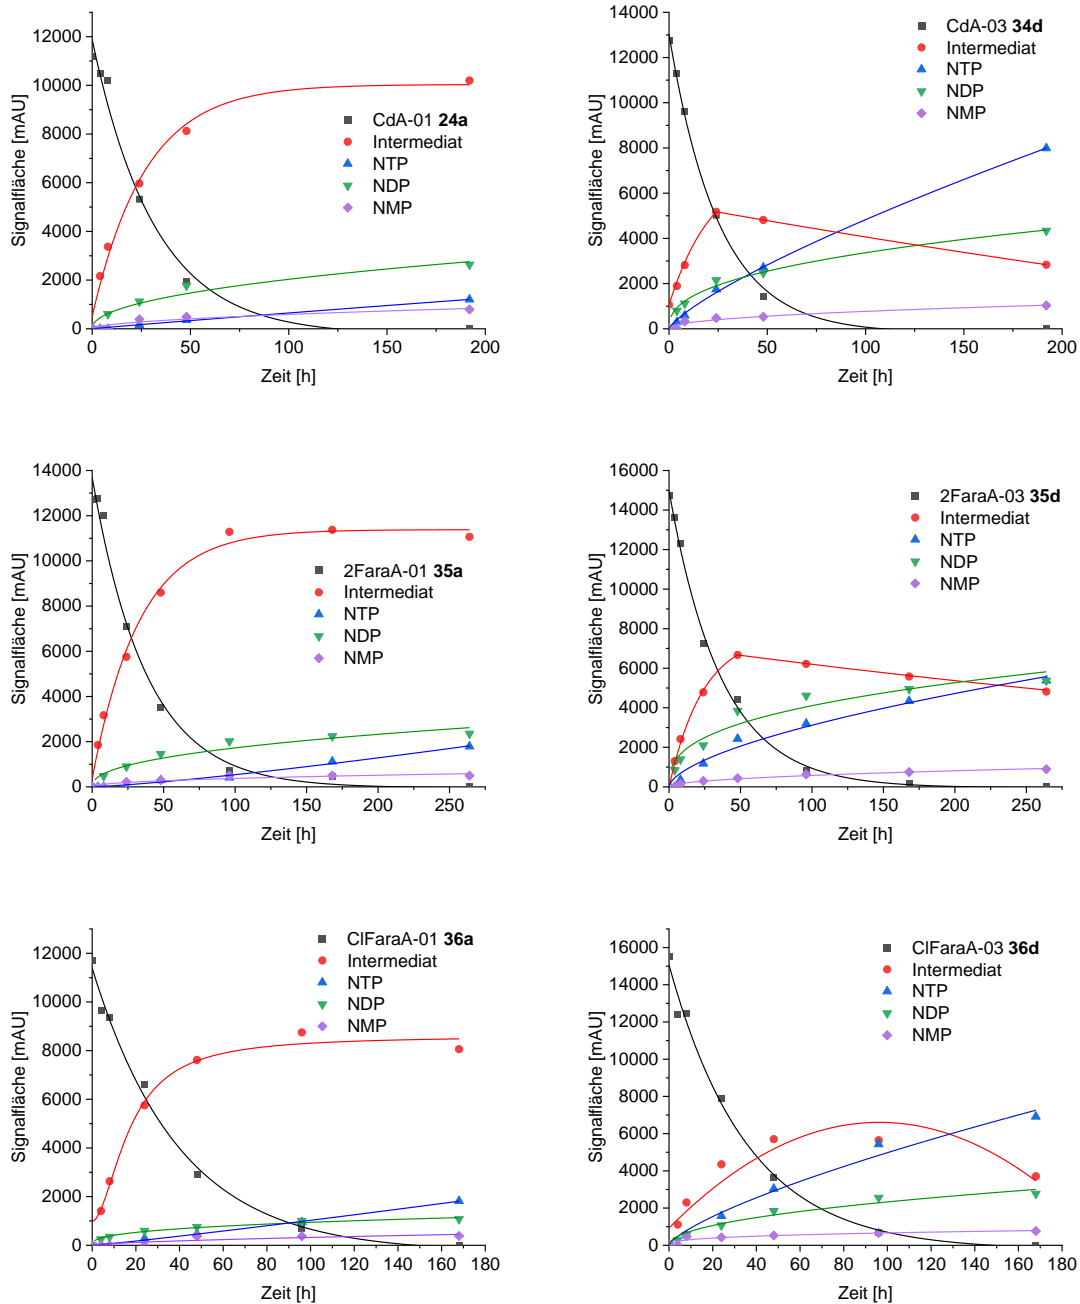 12000
10000
8000
6000
4000
2000
0
Signalfläche [mAU]
0 50 100 150 200
Zeit [h]
CdA-01 24a
Intermediat
NTP
NDP
NMP
14000
12000
10000
8000
6000
4000
2000
0
Signalfläche [mAU]
0 50 100 150 200
Zeit [h]
CdA-03 34d
Intermediat
NTP
NDP
NMP
14000
12000
10000
8000
6000
4000
2000
0
Signalfläche [mAU]
0 50 100 150 200 250
Zeit [h]
2FaraA-01 35a
Intermediat
NTP
NDP
NMP
16000
14000
12000
10000
8000
6000
4000
2000
0
Signalfläche [mAU]
0 50 100 150 200 250
Zeit [h]
2FaraA-03 35d
Intermediat
NTP
NDP
NMP
12000
10000
8000
6000
4000
2000
0
Signalfläche [mAU]
0 20 40 60 80 100 120 140 160 180
Zeit [h]
ClFaraA-01 36a
Intermediat
NTP
NDP
NMP
16000
14000
12000
10000
8000
6000
4000
2000
0
Signalfläche [mAU]
0 20 40 60 80 100 120 140 160 180
Zeit [h]
ClFaraA-03 36d
Intermediat
NTP
NDP
NMP